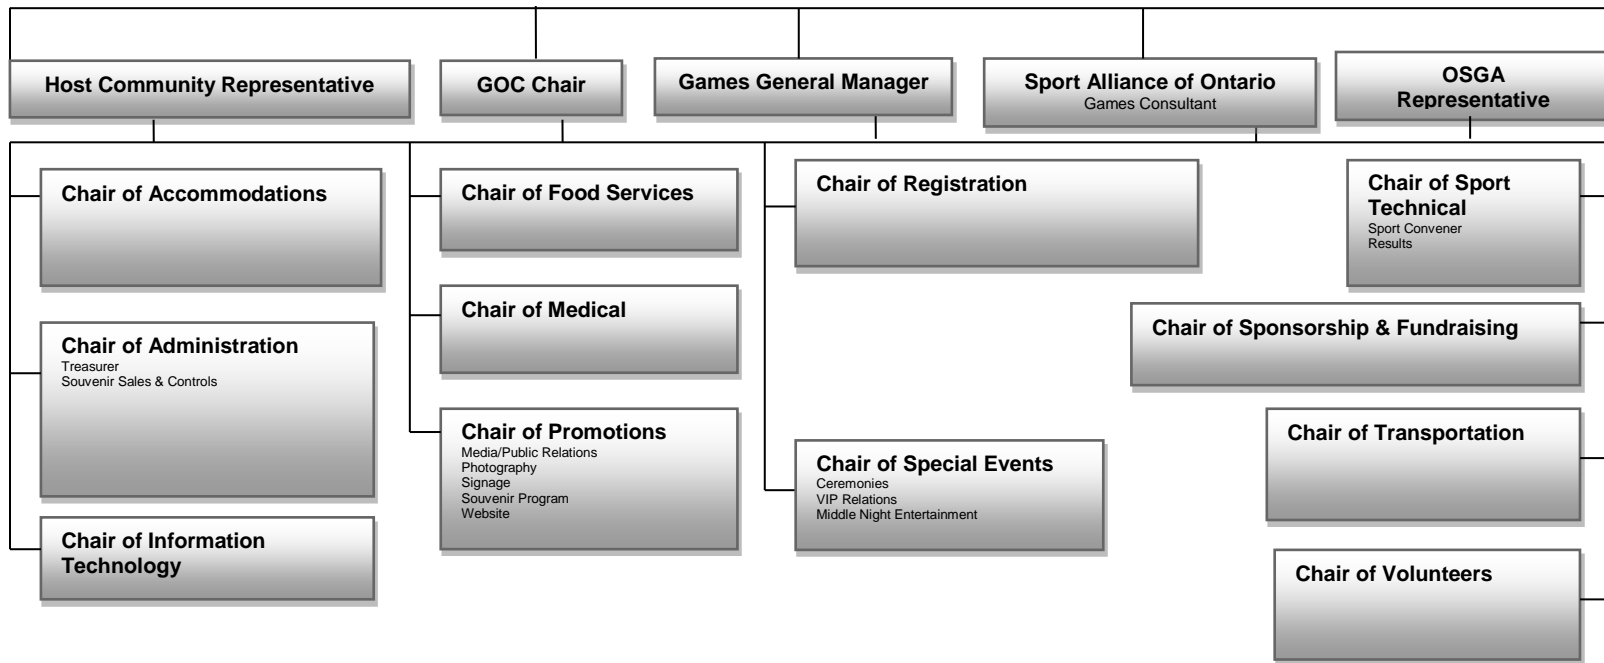 Host Community Representative
GOC Chair
Games General Manager
Sport Alliance of Ontario
Games Consultant
OSGA
Representative
Chair of Accommodations
Chair of Administration
Treasurer
Souvenir Sales & Controls
Chair of Information
Technology
Chair of Food Services
Chair of Medical
Chair of Promotions
Media/Public Relations
Photography
Signage
Souvenir Program
Website
Chair of Registration
Chair of Special Events
Ceremonies
VIP Relations
Middle Night Entertainment
Chair of Sport
Technical
Sport Convener
Results
Chair of Sponsorship & Fundraising
Chair of Transportation
Chair of Volunteers